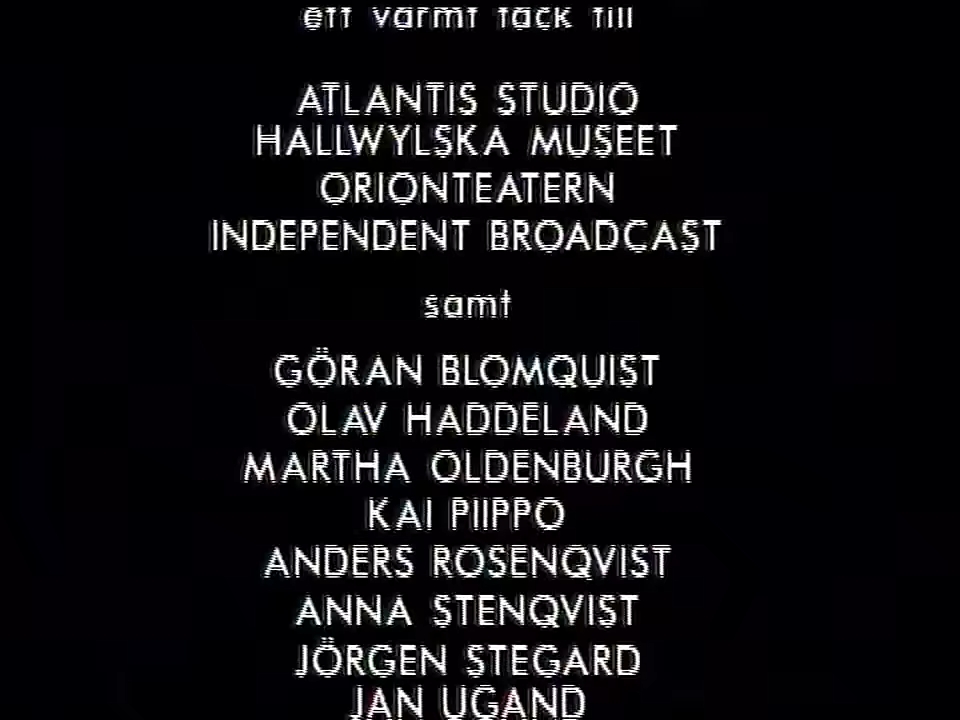 ett varmt tack till
ATLANTIS STUDIO
HALLWYLSKA MUSEET
ORIONTEATERN
INDEPENDENT BROADCAST
samt
GÖRAN BLOMQUIST
OLAV HADDELAND
MARTHA OLDENBURGH
KAI PIIPPO
ANDERS ROSENQVIST
ANNA STENQVIST
JÖRGEN STEGARD
JAN UGAND